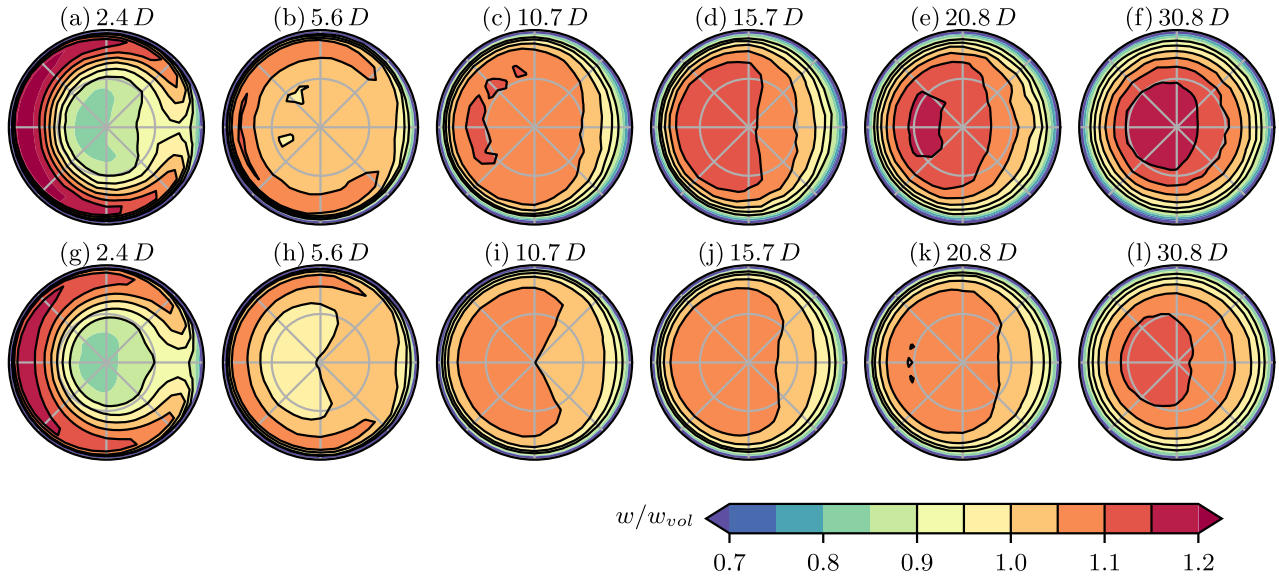 (a) 2.4 D (b) 5.6 D (c) 10.7 D (d) 15.7 D (e) 20.8 D (f) 30.8 D
(g) 2.4 D (h) 5.6 D (i) 10.7 D (j) 15.7 D (k) 20.8 D (l) 30.8 D
w/w_vol
0.7 0.8 0.9 1.0 1.1 1.2